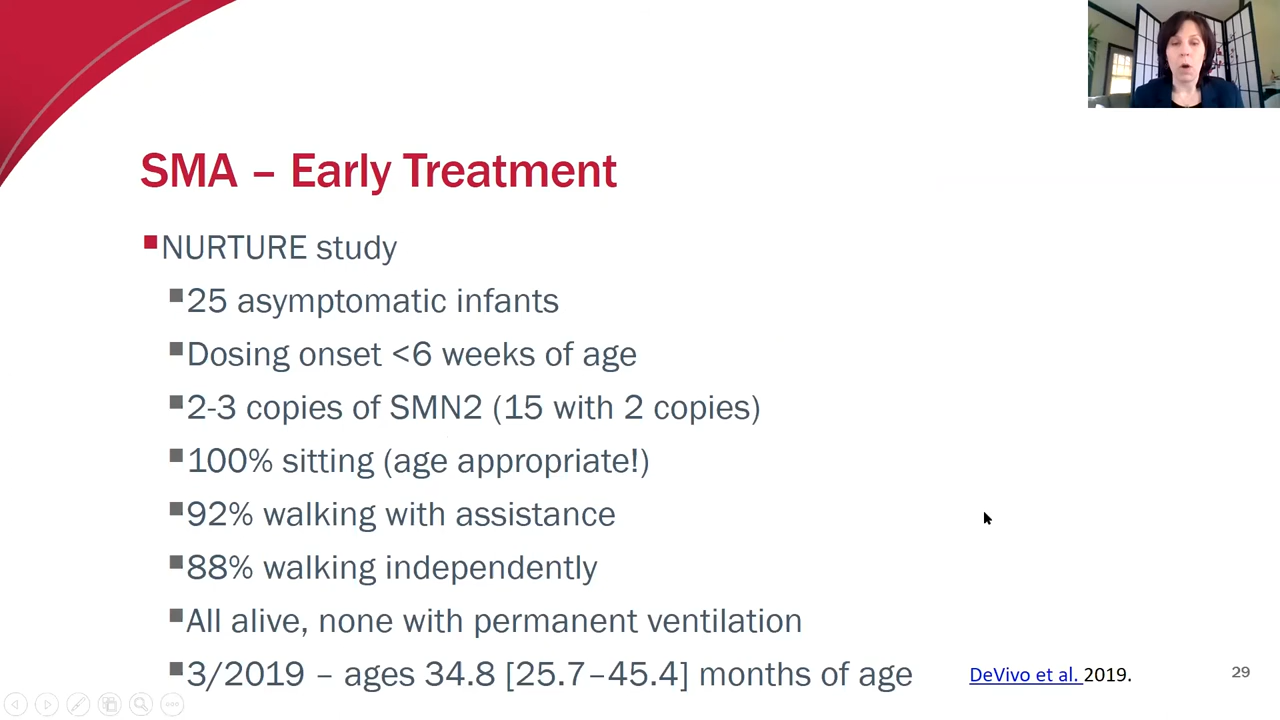 SMA – Early Treatment
NURTURE study
25 asymptomatic infants
Dosing onset <6 weeks of age
2-3 copies of SMN2 (15 with 2 copies)
100% sitting (age appropriate!)
92% walking with assistance
88% walking independently
All alive, none with permanent ventilation
3/2019 – ages 34.8 [25.7–45.4] months of age
DeVivo et al. 2019.
29